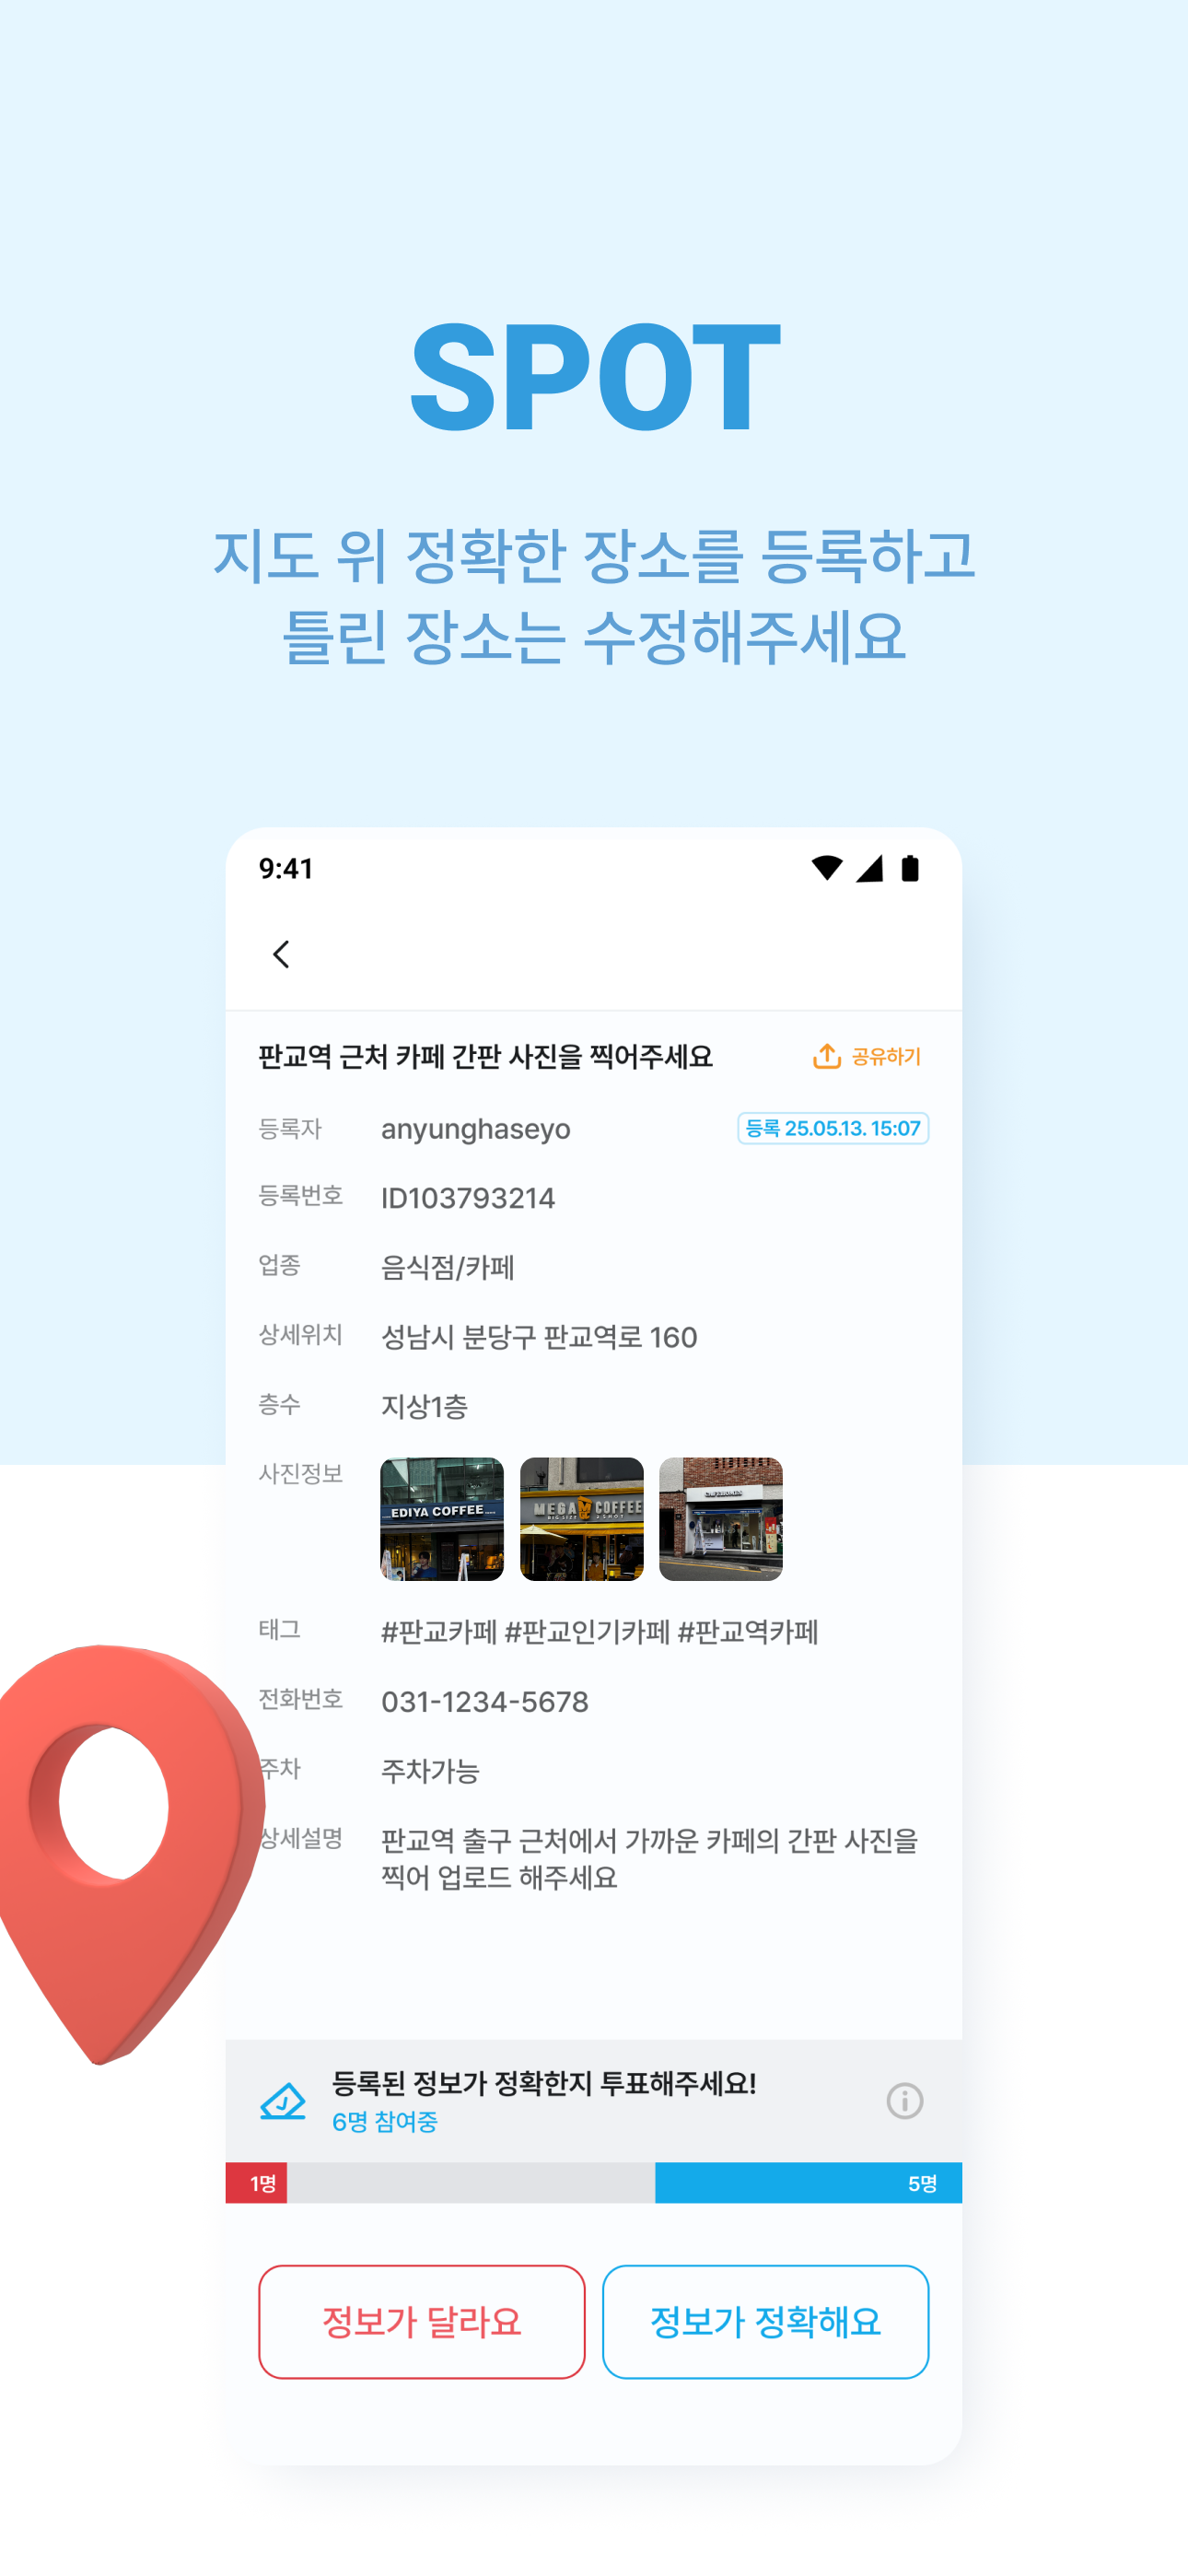 SPOT
지도 위 정확한 장소를 등록하고
틀린 장소는 수정해주세요
9:41
판교역 근처 카페 간판 사진을 찍어주세요
공유하기
등록자 anyunghaseyo 등록 25.05.13. 15:07
등록번호 ID103793214
업종 음식점/카페
상세위치 성남시 분당구 판교역로 160
층수 지상1층
사진정보
EDIYA COFFEE
MEGA COFFEE
태그 #판교카페 #판교인기카페 #판교역카페
전화번호 031-1234-5678
주차 주차가능
상세설명 판교역 출구 근처에서 가까운 카페의 간판 사진을
찍어 업로드 해주세요
등록된 정보가 정확한지 투표해주세요!
6명 참여중
1명 5명
정보가 달라요 정보가 정확해요